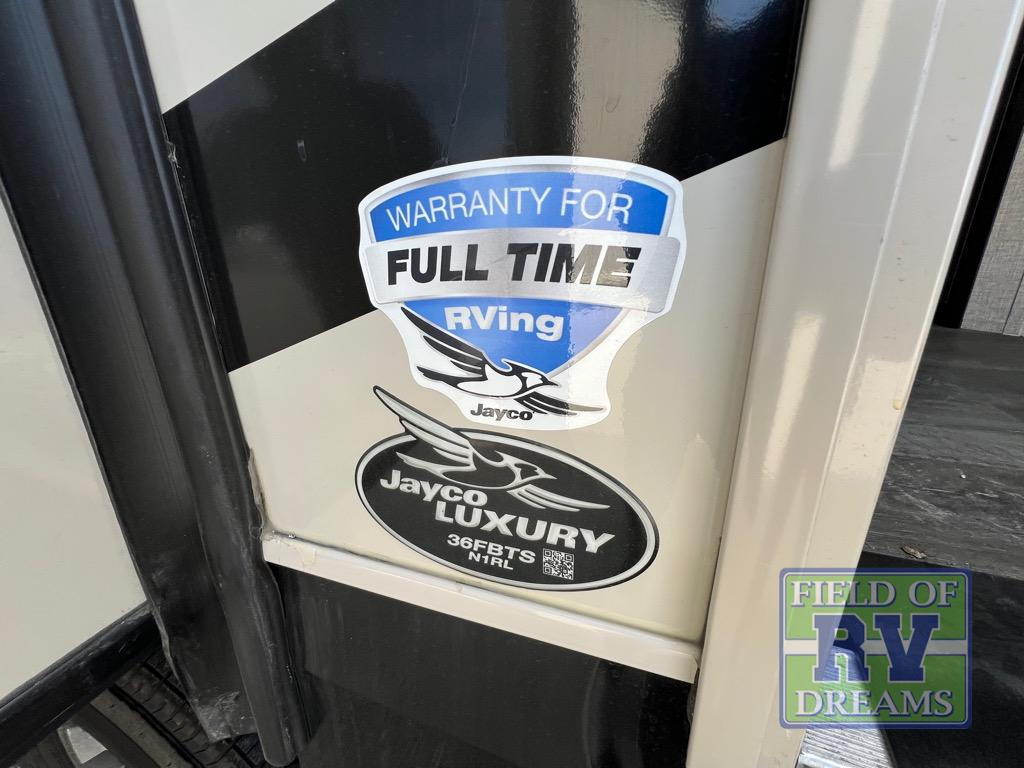 WARRANTY FOR
FULL TIME
RVing
Jayco
Jayco
LUXURY
36FBTS
N1RL
FIELD OF
RV
DREAMS